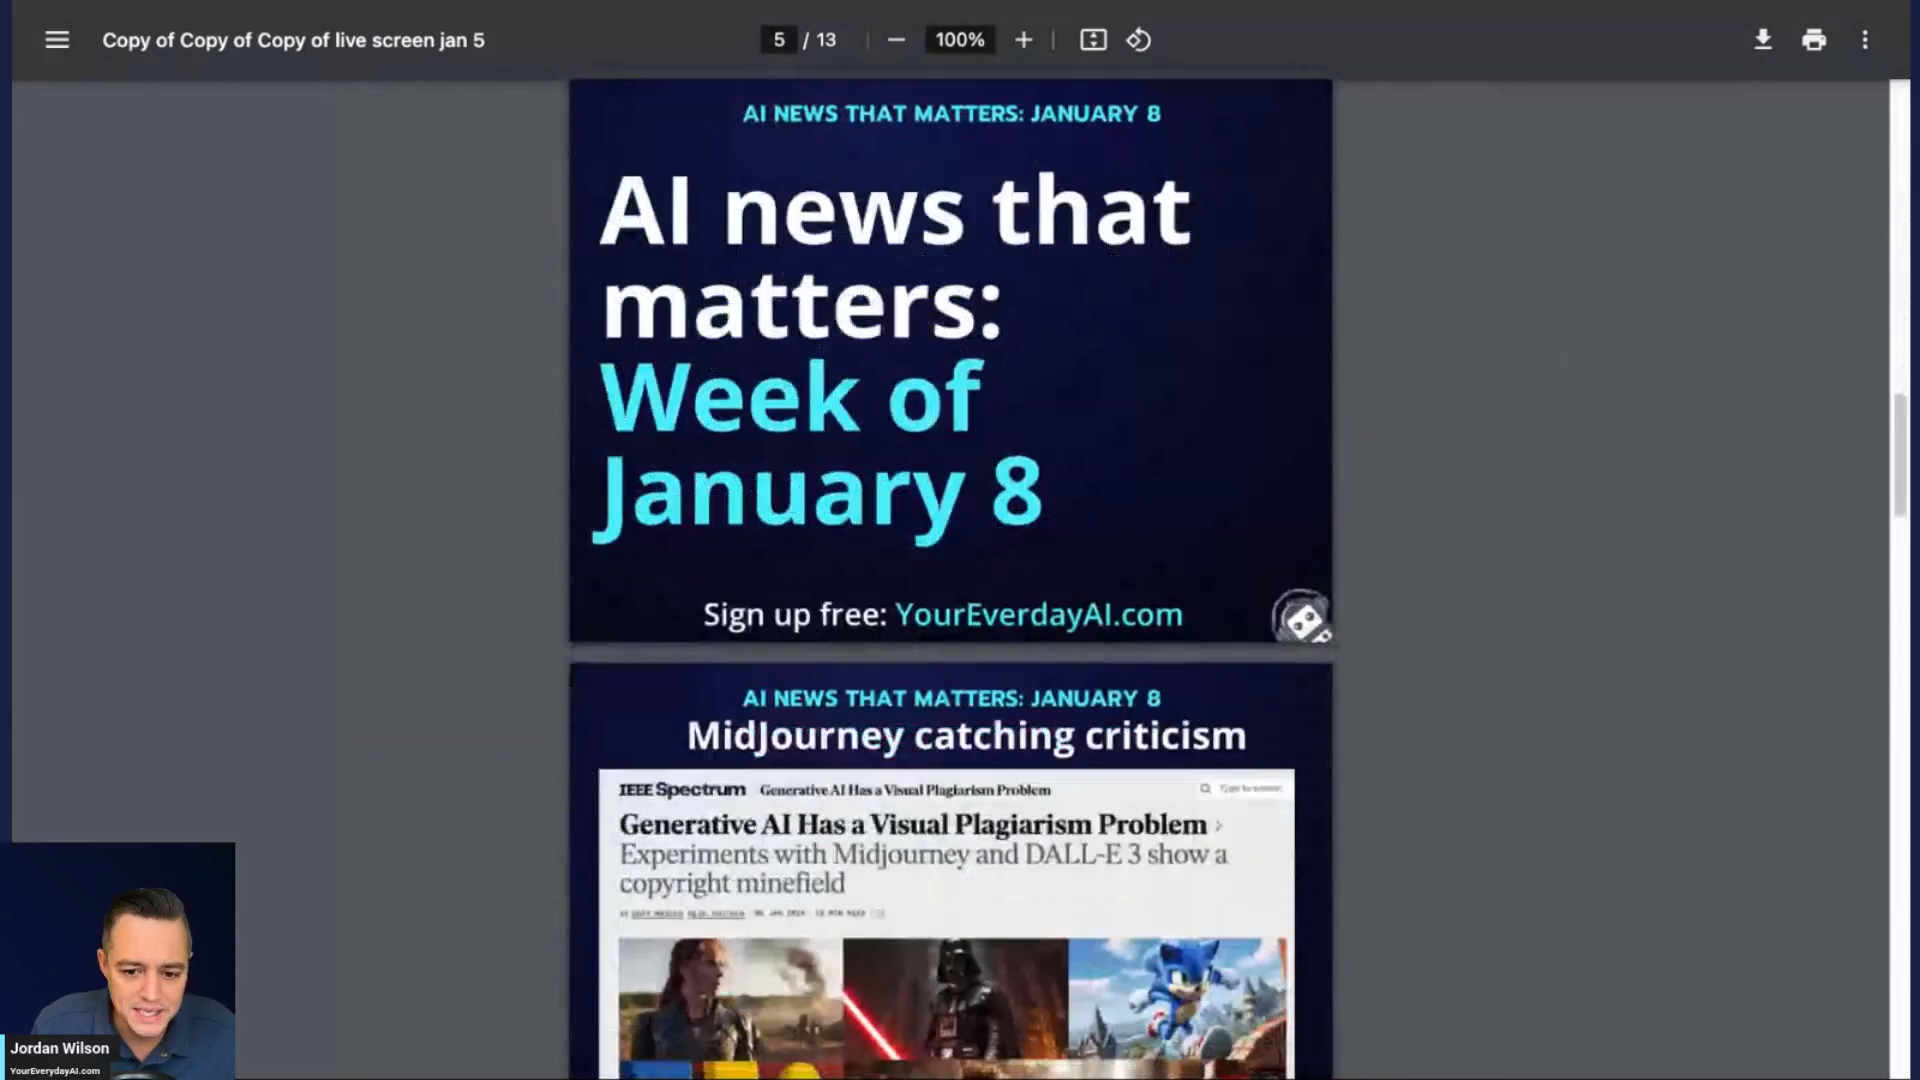 Copy of Copy of Copy of live screen jan 5
5 / 13
100%
AI NEWS THAT MATTERS: JANUARY 8
AI news that
matters:
Week of
January 8
Sign up free: YourEverdayAI.com
AI NEWS THAT MATTERS: JANUARY 8
MidJourney catching criticism
IEEE Spectrum Generative AI Has a Visual Plagiarism Problem
Generative AI Has a Visual Plagiarism Problem ›
Experiments with Midjourney and DALL-E 3 show a
copyright minefield
Jordan Wilson
YourEverydayAI.com